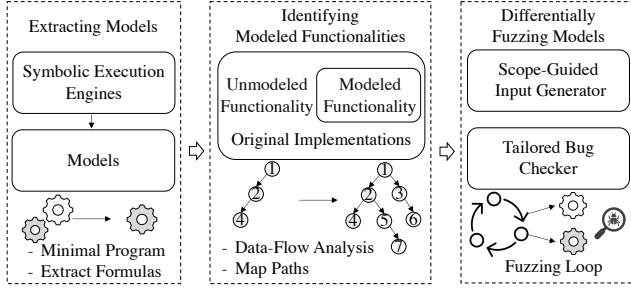 Extracting Models
Symbolic Execution
Engines
Models
- Minimal Program
- Extract Formulas
Identifying
Modeled Functionalities
Unmodeled
Functionality
Modeled
Functionality
Original Implementations
1
2
4
1
2
3
4
5
6
7
- Data-Flow Analysis
- Map Paths
Differentially
Fuzzing Models
Scope-Guided
Input Generator
Tailored Bug
Checker
Fuzzing Loop